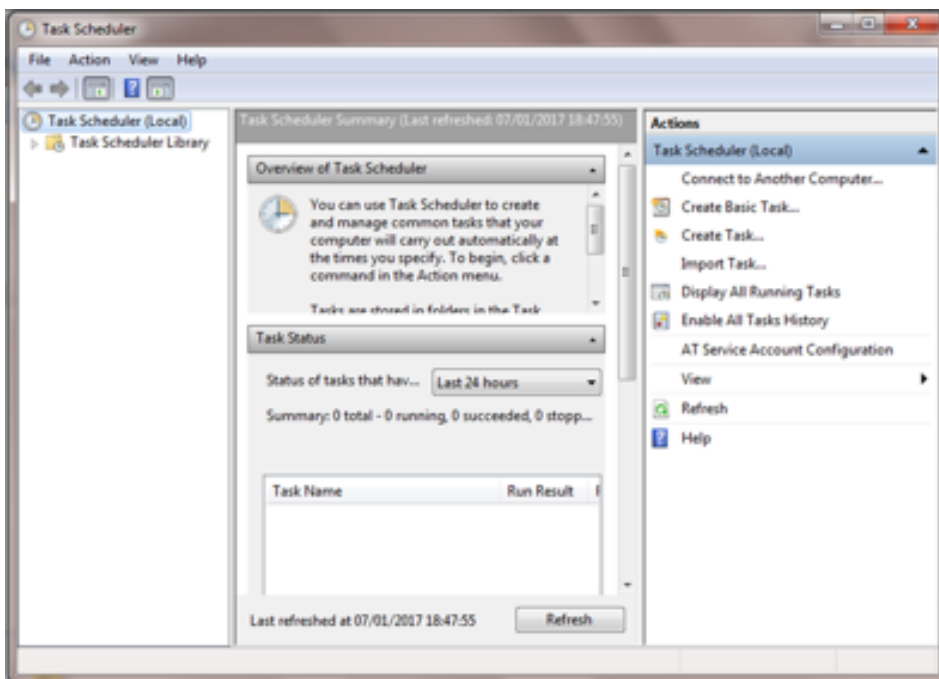 Task Scheduler
File Action View Help
Task Scheduler (Local)
Task Scheduler Library
Task Scheduler Summary (Last refreshed: 07/01/2017 18:47:55)
Overview of Task Scheduler
You can use Task Scheduler to create
and manage common tasks that your
computer will carry out automatically at
the times you specify. To begin, click a
command in the Action menu.
Tasks are stored in folders in the Task
Task Status
Status of tasks that hav... Last 24 hours
Summary: 0 total - 0 running, 0 succeeded, 0 stopp...
Task Name Run Result
Last refreshed at 07/01/2017 18:47:55 Refresh
Actions
Task Scheduler (Local)
Connect to Another Computer...
Create Basic Task...
Create Task...
Import Task...
Display All Running Tasks
Enable All Tasks History
AT Service Account Configuration
View
Refresh
Help